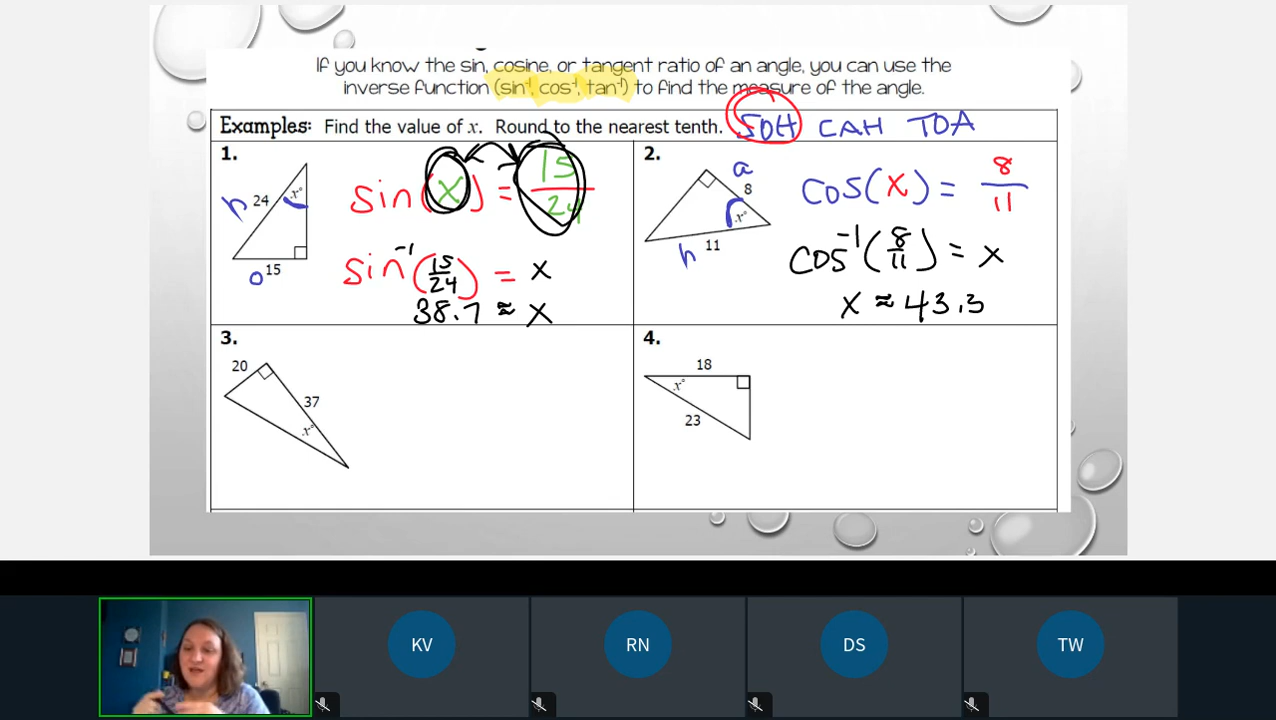 If you know the sin, cosine, or tangent ratio of an angle, you can use the
inverse function (sin⁻¹, cos⁻¹, tan⁻¹) to find the measure of the angle.
Examples: Find the value of x. Round to the nearest tenth. SOH CAH TOA
1.
h 24 x°
o 15
sin(x) = 15/24
sin⁻¹(15/24) = x
38.7 ≈ x
2.
a
8
x°
h 11
cos(x) = 8/11
cos⁻¹(8/11) = x
x ≈ 43.3
3.
20
37
x°
4.
18
x°
23
KV RN DS TW